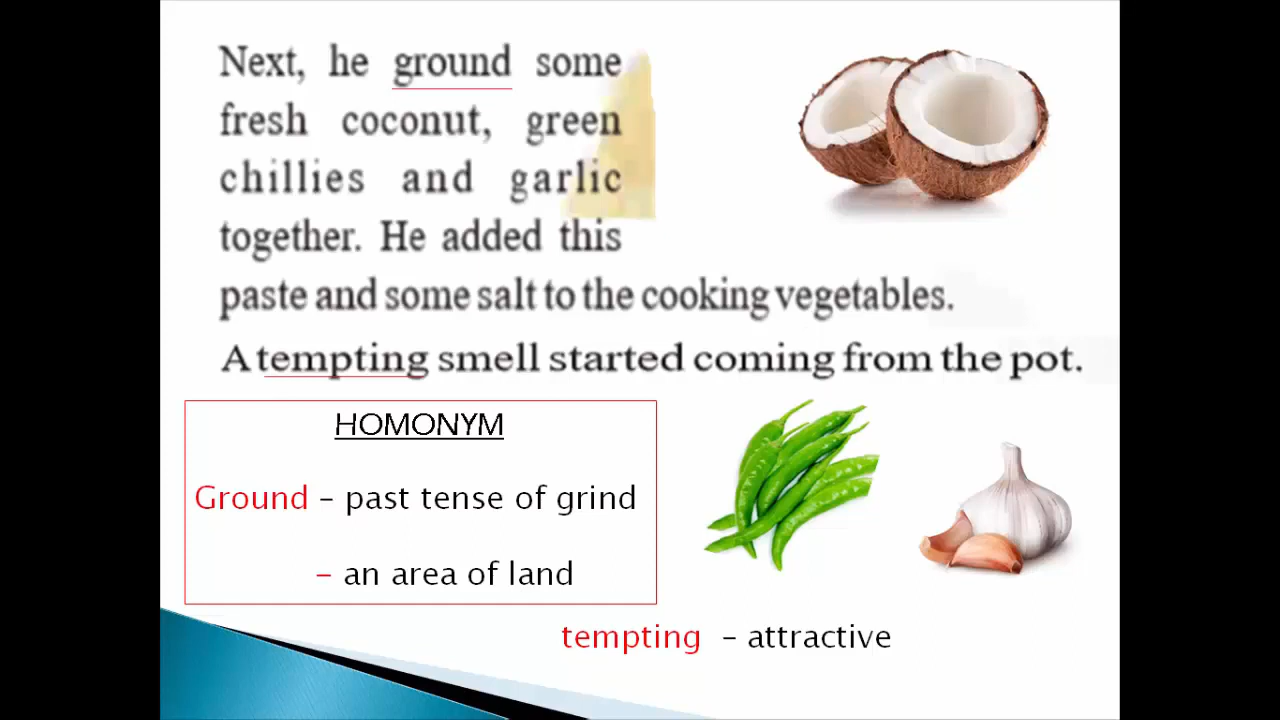 Next, he ground some
fresh coconut, green
chillies and garlic
together. He added this
paste and some salt to the cooking vegetables.
A tempting smell started coming from the pot.
HOMONYM
Ground – past tense of grind
– an area of land
tempting – attractive